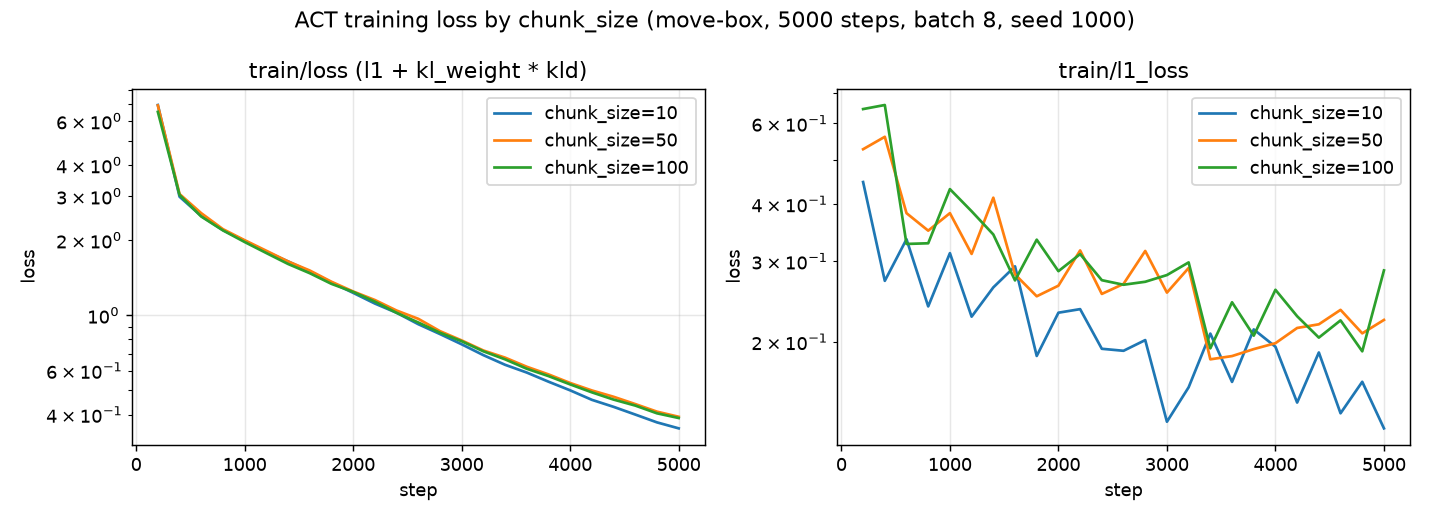 ACT training loss by chunk_size (move-box, 5000 steps, batch 8, seed 1000)
train/loss (l1 + kl_weight * kld)
chunk_size=10
chunk_size=50
chunk_size=100
6 × 10⁰
4 × 10⁰
3 × 10⁰
2 × 10⁰
10⁰
6 × 10⁻¹
4 × 10⁻¹
loss
0 1000 2000 3000 4000 5000
step
train/l1_loss
chunk_size=10
chunk_size=50
chunk_size=100
6 × 10⁻¹
4 × 10⁻¹
3 × 10⁻¹
2 × 10⁻¹
loss
0 1000 2000 3000 4000 5000
step